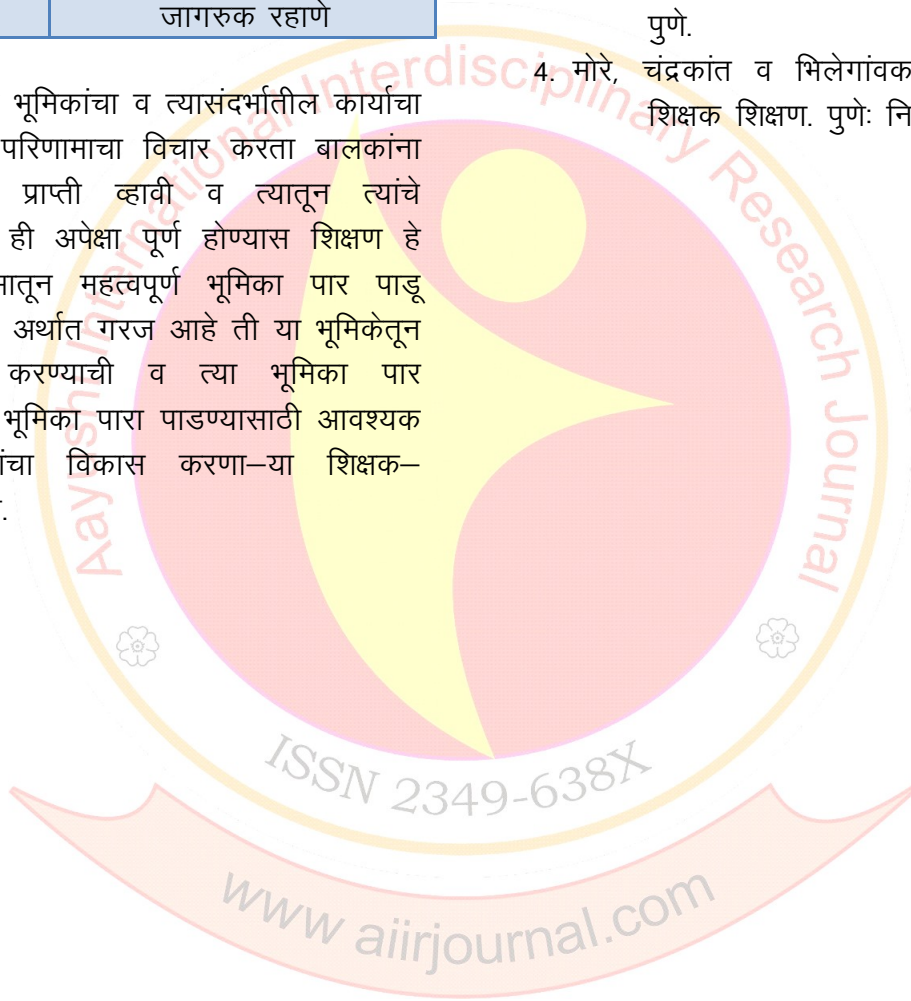 जागरुक रहाणे
भूमिकांचा व त्यासंदर्भातील कार्याचा
परिणामाचा विचार करता बालकांना
प्राप्ती व्हावी व त्यातून त्यांचे
ही अपेक्षा पूर्ण होण्यास शिक्षण हे
महत्वपूर्ण भूमिका पार पाडू
अर्थात गरज आहे ती या भूमिकेतून
करण्याची व त्या भूमिका पार
भूमिका पारा पाडण्यासाठी आवश्यक
विकास करणा–या शिक्षक–
पुणे.
4. मोरे, चंद्रकांत व भिलेगांवक
शिक्षक शिक्षण. पुणेः नि
Aayushi International Interdisciplinary Research Journal
ISSN 2349-638X
www aiirjournal.com